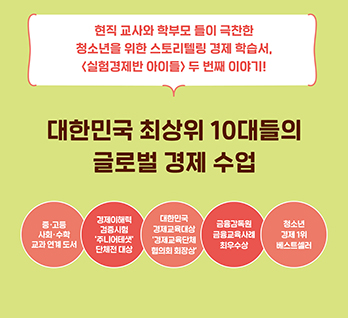 현직 교사와 학부모 들이 극찬한
청소년을 위한 스토리텔링 경제 학습서,
<실험경제반 아이들> 두 번째 이야기!
대한민국 최상위 10대들의
글로벌 경제 수업
중·고등
사회·수학
교과 연계 도서
경제이해력
검증시험
'주니어테샛'
단체전 대상
대한민국
경제교육대상
'경제교육단체
협의회 회장상'
금융감독원
금융교육사례
최우수상
청소년
경제 1위
베스트셀러